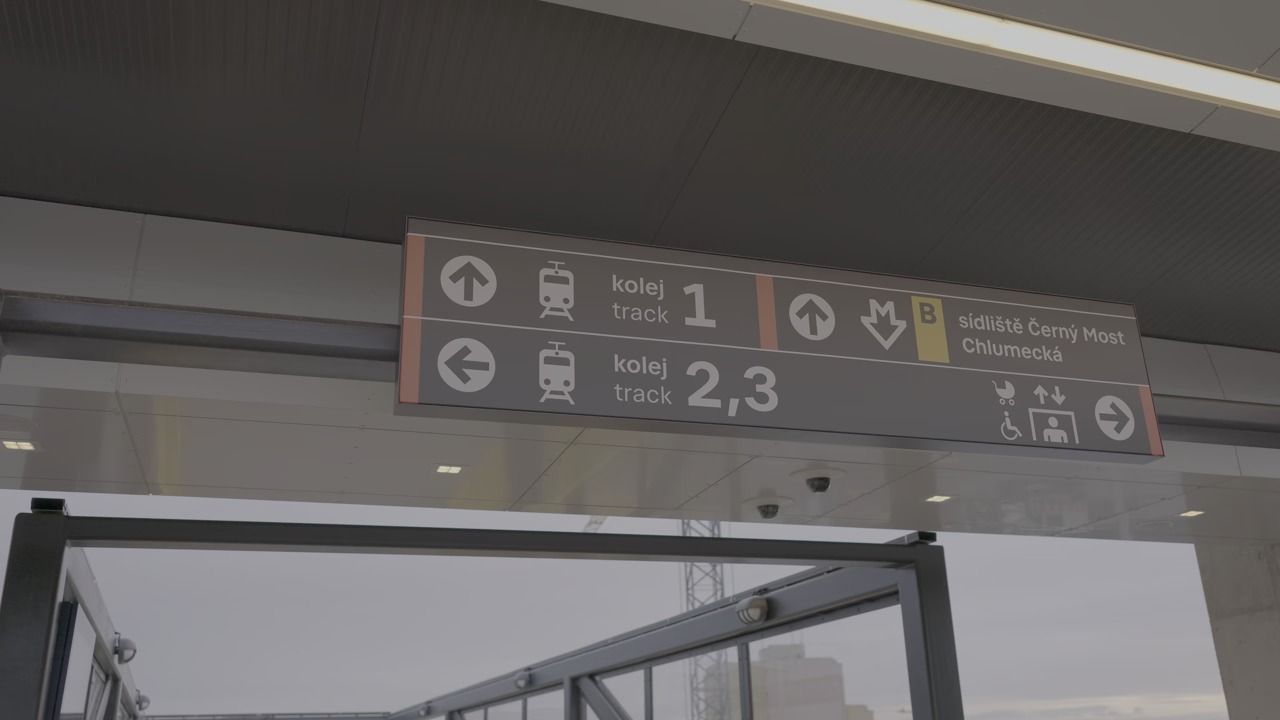 kolej
track 1
M B sídliště Černý Most
Chlumecká
kolej
track 2,3